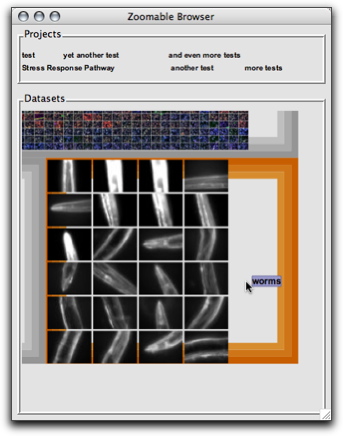 Zoomable Browser
Projects
test yet another test and even more tests
Stress Response Pathway another test more tests
Datasets
worms